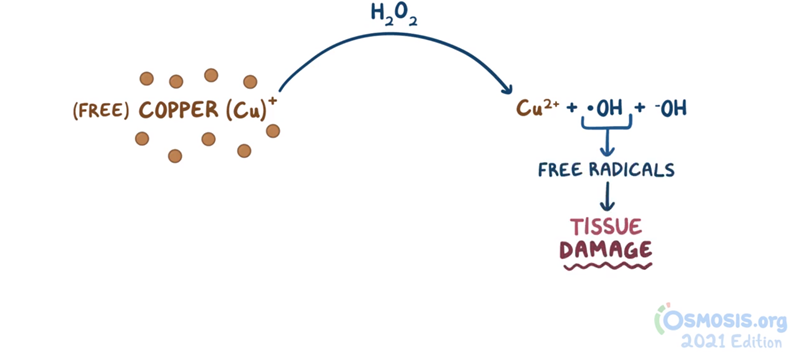 H₂O₂
(FREE) COPPER (Cu)⁺
Cu²⁺ + •OH + ⁻OH
FREE RADICALS
TISSUE
DAMAGE
OSMOSIS.org
2021 Edition